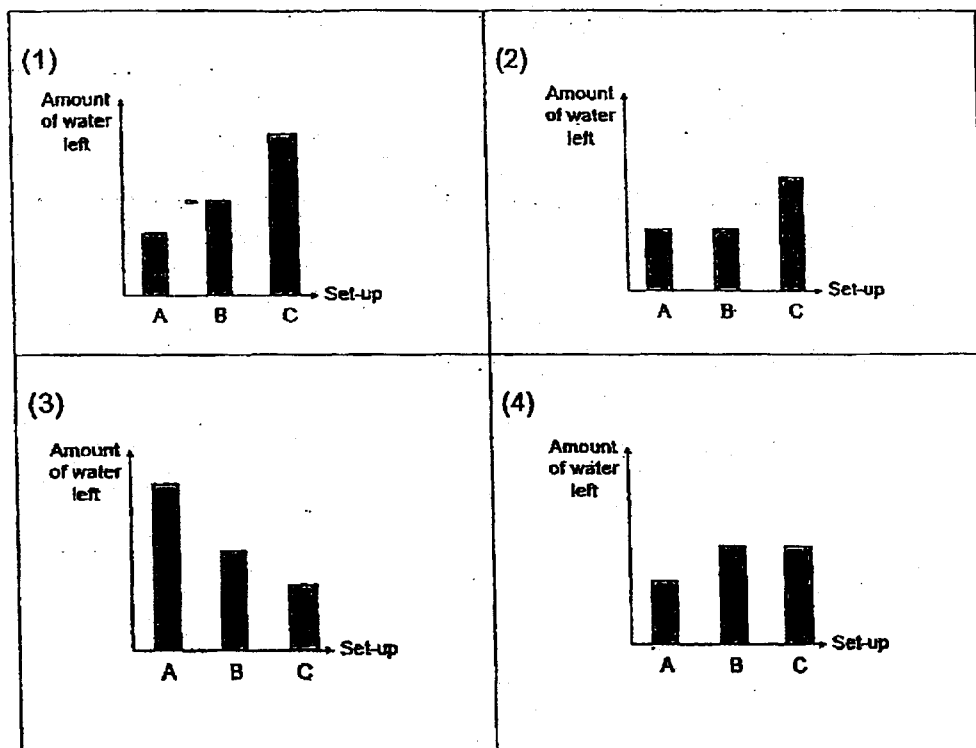 (1)
Amount
of water
left
Set-up
A B C
(2)
Amount
of water
left
Set-up
A B C
(3)
Amount
of water
left
Set-up
A B C
(4)
Amount
of water
left
Set-up
A B C